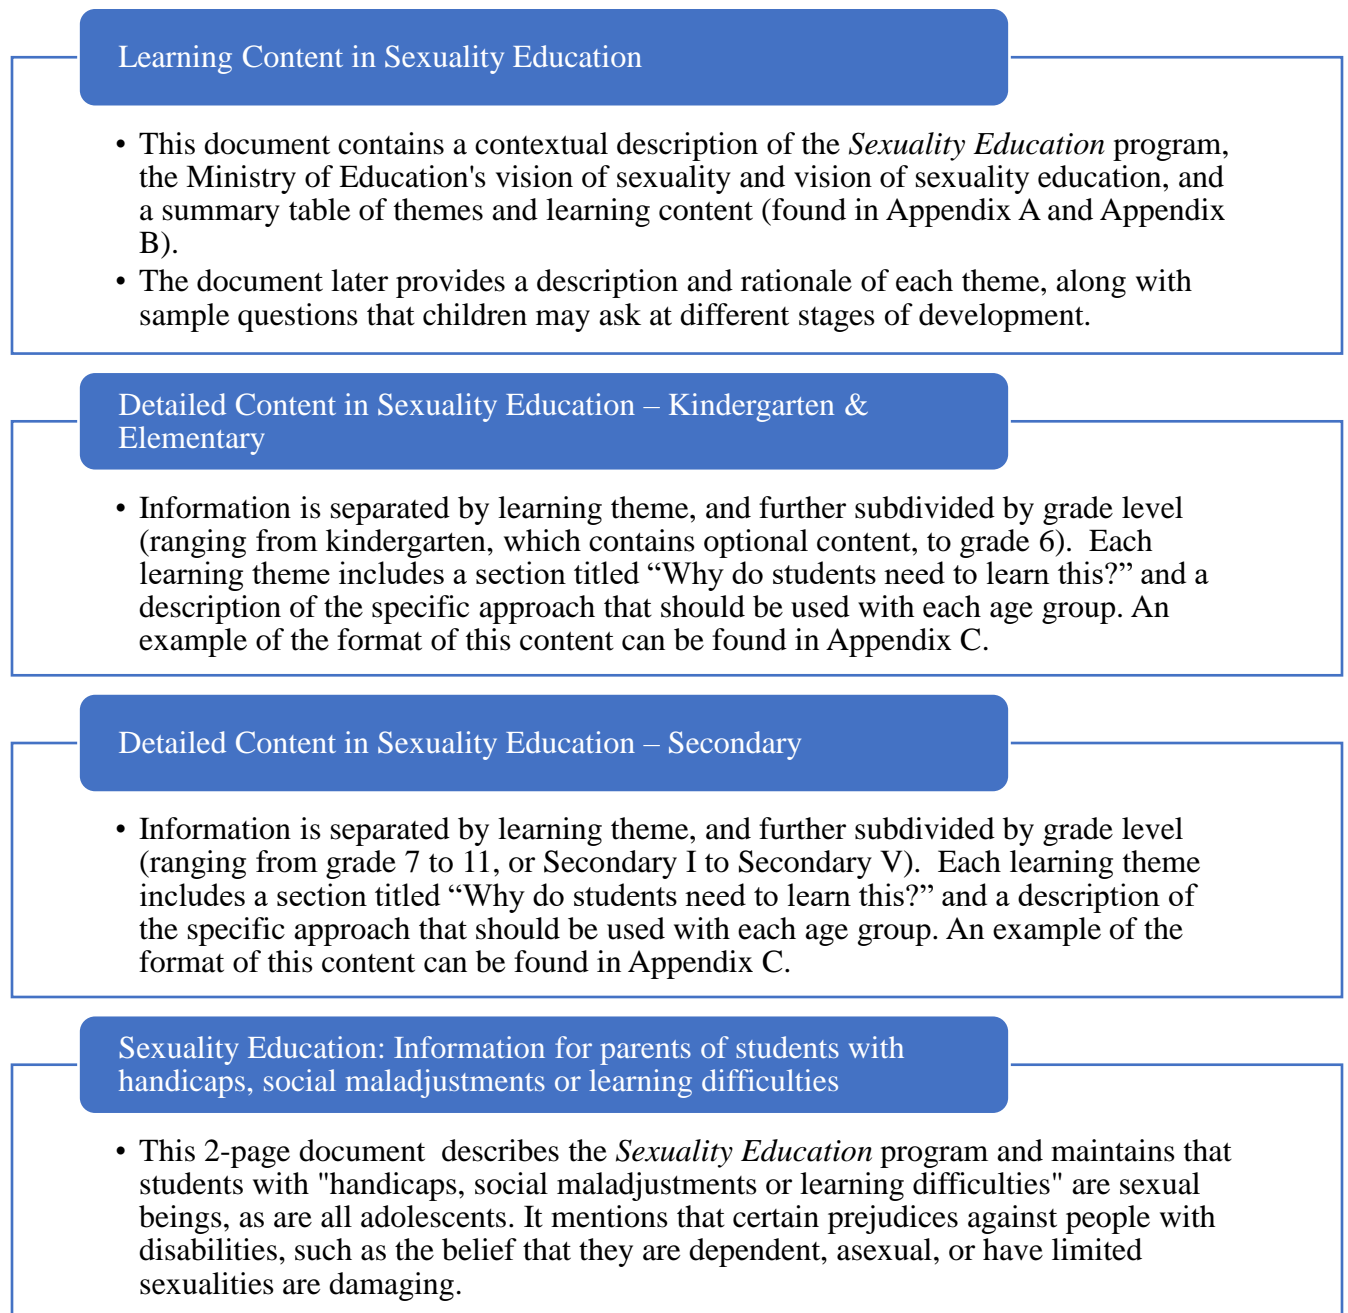 Learning Content in Sexuality Education
• This document contains a contextual description of the Sexuality Education program,
the Ministry of Education's vision of sexuality and vision of sexuality education, and
a summary table of themes and learning content (found in Appendix A and Appendix
B).
• The document later provides a description and rationale of each theme, along with
sample questions that children may ask at different stages of development.
Detailed Content in Sexuality Education – Kindergarten &
Elementary
• Information is separated by learning theme, and further subdivided by grade level
(ranging from kindergarten, which contains optional content, to grade 6).  Each
learning theme includes a section titled “Why do students need to learn this?” and a
description of the specific approach that should be used with each age group. An
example of the format of this content can be found in Appendix C.
Detailed Content in Sexuality Education – Secondary
• Information is separated by learning theme, and further subdivided by grade level
(ranging from grade 7 to 11, or Secondary I to Secondary V).  Each learning theme
includes a section titled “Why do students need to learn this?” and a description of
the specific approach that should be used with each age group. An example of the
format of this content can be found in Appendix C.
Sexuality Education: Information for parents of students with
handicaps, social maladjustments or learning difficulties
• This 2-page document  describes the Sexuality Education program and maintains that
students with "handicaps, social maladjustments or learning difficulties" are sexual
beings, as are all adolescents. It mentions that certain prejudices against people with
disabilities, such as the belief that they are dependent, asexual, or have limited
sexualities are damaging.